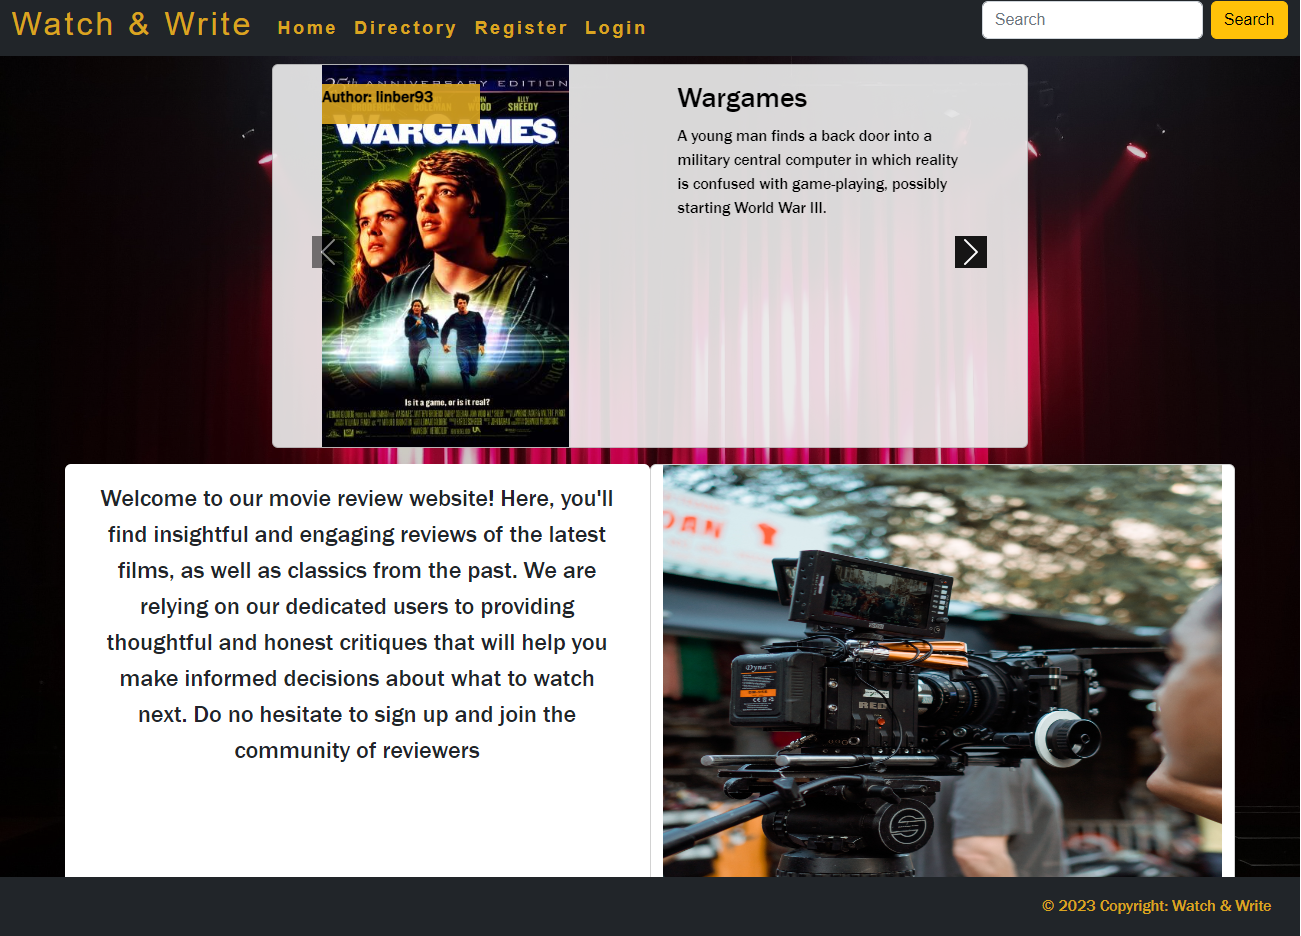 Watch & Write
Home Directory Register Login
Search
Search
25th ANNIVERSARY EDITION
Author: linber93
ALLY
SHEEDY
WARGAMES
Is it a game, or is it real?
Wargames
A young man finds a back door into a
military central computer in which reality
is confused with game-playing, possibly
starting World War III.
Welcome to our movie review website! Here, you'll
find insightful and engaging reviews of the latest
films, as well as classics from the past. We are
relying on our dedicated users to providing
thoughtful and honest critiques that will help you
make informed decisions about what to watch
next. Do no hesitate to sign up and join the
community of reviewers
Dyna
RED
© 2023 Copyright: Watch & Write